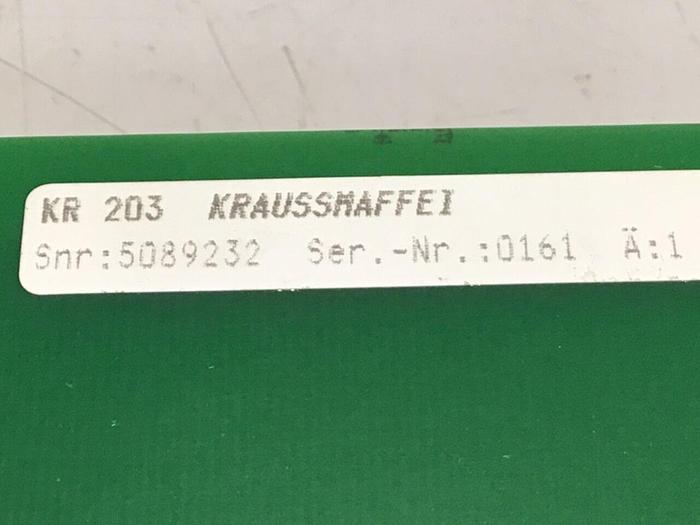 KR 203 KRAUSSMAFFEI
Snr:5089232 Ser.-Nr.:0161 Ä:1